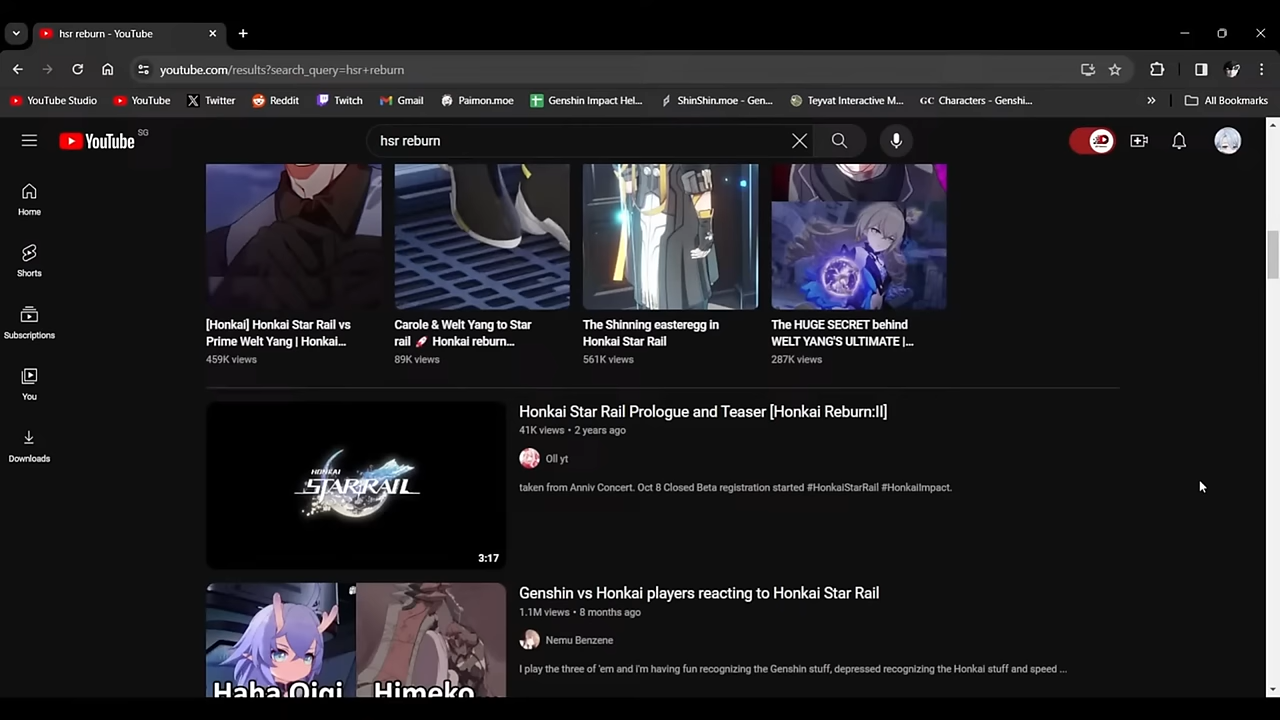 hsr reburn - YouTube
youtube.com/results?search_query=hsr+reburn
YouTube Studio
YouTube
Twitter
Reddit
Twitch
Gmail
Paimon.moe
Genshin Impact Hel...
ShinShin.moe - Gen...
Teyvat Interactive M...
GC Characters - Genshi...
All Bookmarks
YouTube SG
hsr reburn
Home
Shorts
Subscriptions
You
Downloads
[Honkai] Honkai Star Rail vs
Prime Welt Yang | Honkai...
459K views
Carole & Welt Yang to Star
rail 🚀 Honkai reburn...
89K views
The Shinning easteregg in
Honkai Star Rail
561K views
The HUGE SECRET behind
WELT YANG'S ULTIMATE |...
287K views
HONKAI
STAR RAIL
3:17
Honkai Star Rail Prologue and Teaser [Honkai Reburn:II]
41K views • 2 years ago
Oll yt
taken from Anniv Concert. Oct 8 Closed Beta registration started #HonkaiStarRail #HonkaiImpact.
Haha Qiqi
Himeko
Genshin vs Honkai players reacting to Honkai Star Rail
1.1M views • 8 months ago
Nemu Benzene
I play the three of 'em and i'm having fun recognizing the Genshin stuff, depressed recognizing the Honkai stuff and speed ...